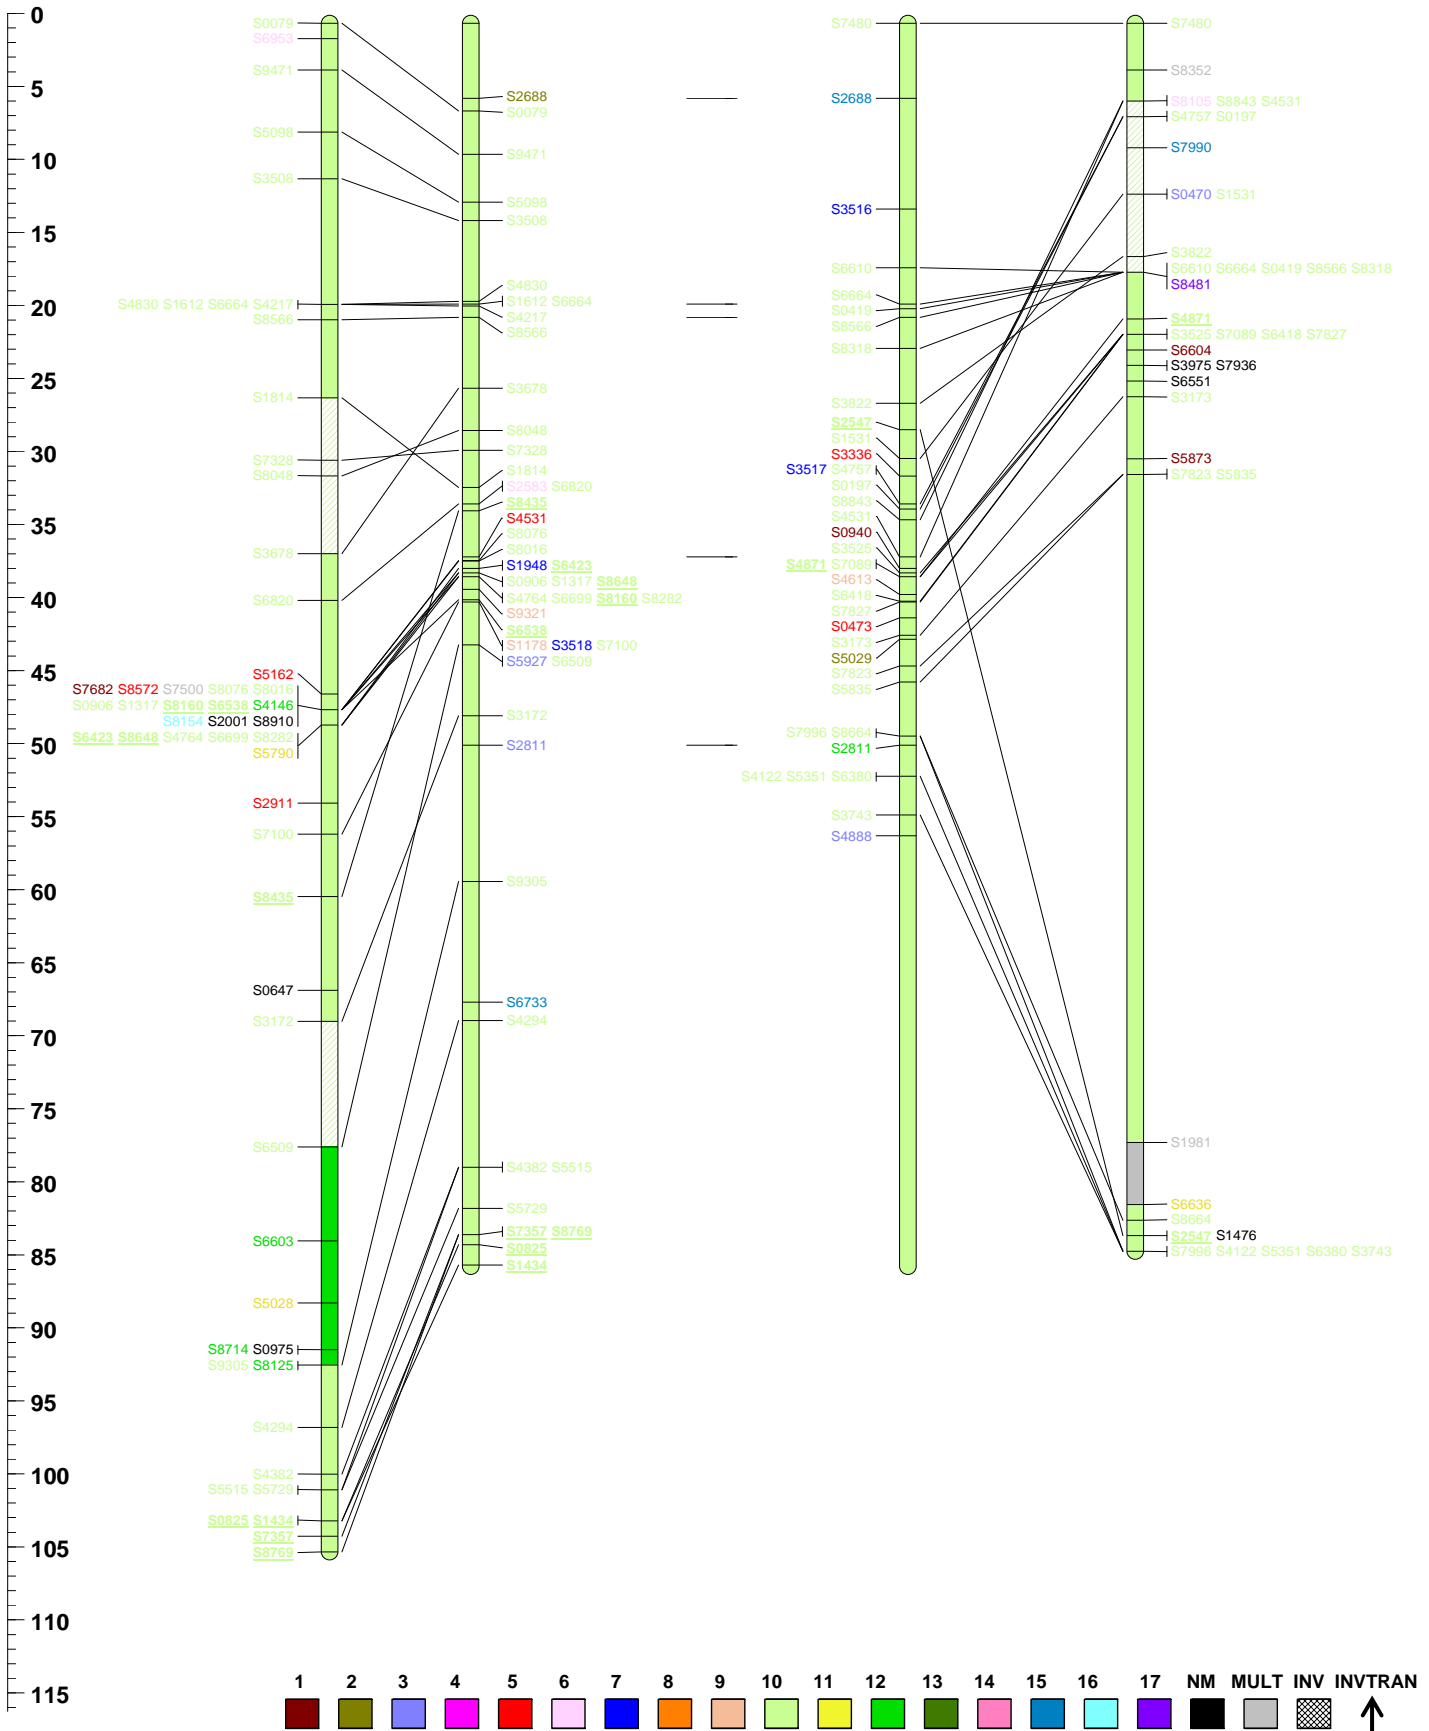 0
5
10
15
20
25
30
35
40
45
50
55
60
65
70
75
80
85
90
95
100
105
110
115
S0079
S6953
S9471
S5098
S3508
S4830 S1612 S6664 S4217
S8566
S1814
S7328
S8048
S3678
S6820
S5162
S7682 S8572 S7500 S8076 S8016
S0906 S1317 S8160 S6538 S4146
S8154 S2001 S8910
S6423 S8648 S4764 S6699 S8282
S5790
S2911
S7100
S8435
S0647
S3172
S6509
S6603
S5028
S8714 S0975
S9305 S8125
S4294
S4382
S5515 S5729
S0825 S1434
S7357
S8769
S2688
S0079
S9471
S5098
S3508
S4830
S1612 S6664
S4217
S8566
S3678
S8048
S7328
S1814
S2583 S6820
S8435
S4531
S8076
S8016
S1948 S6423
S0906 S1317 S8648
S4764 S6699 S8160 S8282
S9321
S6538
S1178 S3518 S7100
S5927 S6509
S3172
S2811
S9305
S6733
S4294
S4382 S5515
S5729
S7357 S8769
S0825
S1434
S7480
S2688
S3516
S6610
S6664
S0419
S8566
S8318
S3822
S2547
S1531
S3336
S3517 S4757
S0197
S8843
S4531
S0940
S3525
S4871 S7089
S4613
S6418
S7827
S0473
S3173
S5029
S7823
S5835
S7996 S8664
S2811
S4122 S5351 S6380
S3743
S4888
S7480
S8352
S8105 S8843 S4531
S4757 S0197
S7990
S0470 S1531
S3822
S6610 S6664 S0419 S8566 S8318
S8481
S4871
S3525 S7089 S6418 S7827
S6604
S3975 S7936
S6551
S3173
S5873
S7823 S5835
S1981
S6636
S8664
S2547 S1476
S7996 S4122 S5351 S6380 S3743
1 2 3 4 5 6 7 8 9 10 11 12 13 14 15 16 17 NM MULT INV INVTRAN